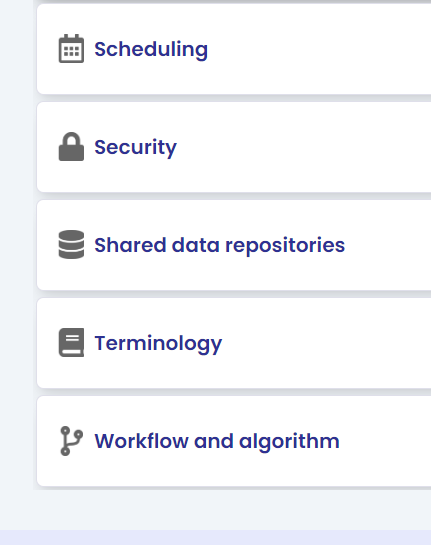 Scheduling
Security
Shared data repositories
Terminology
Workflow and algorithm